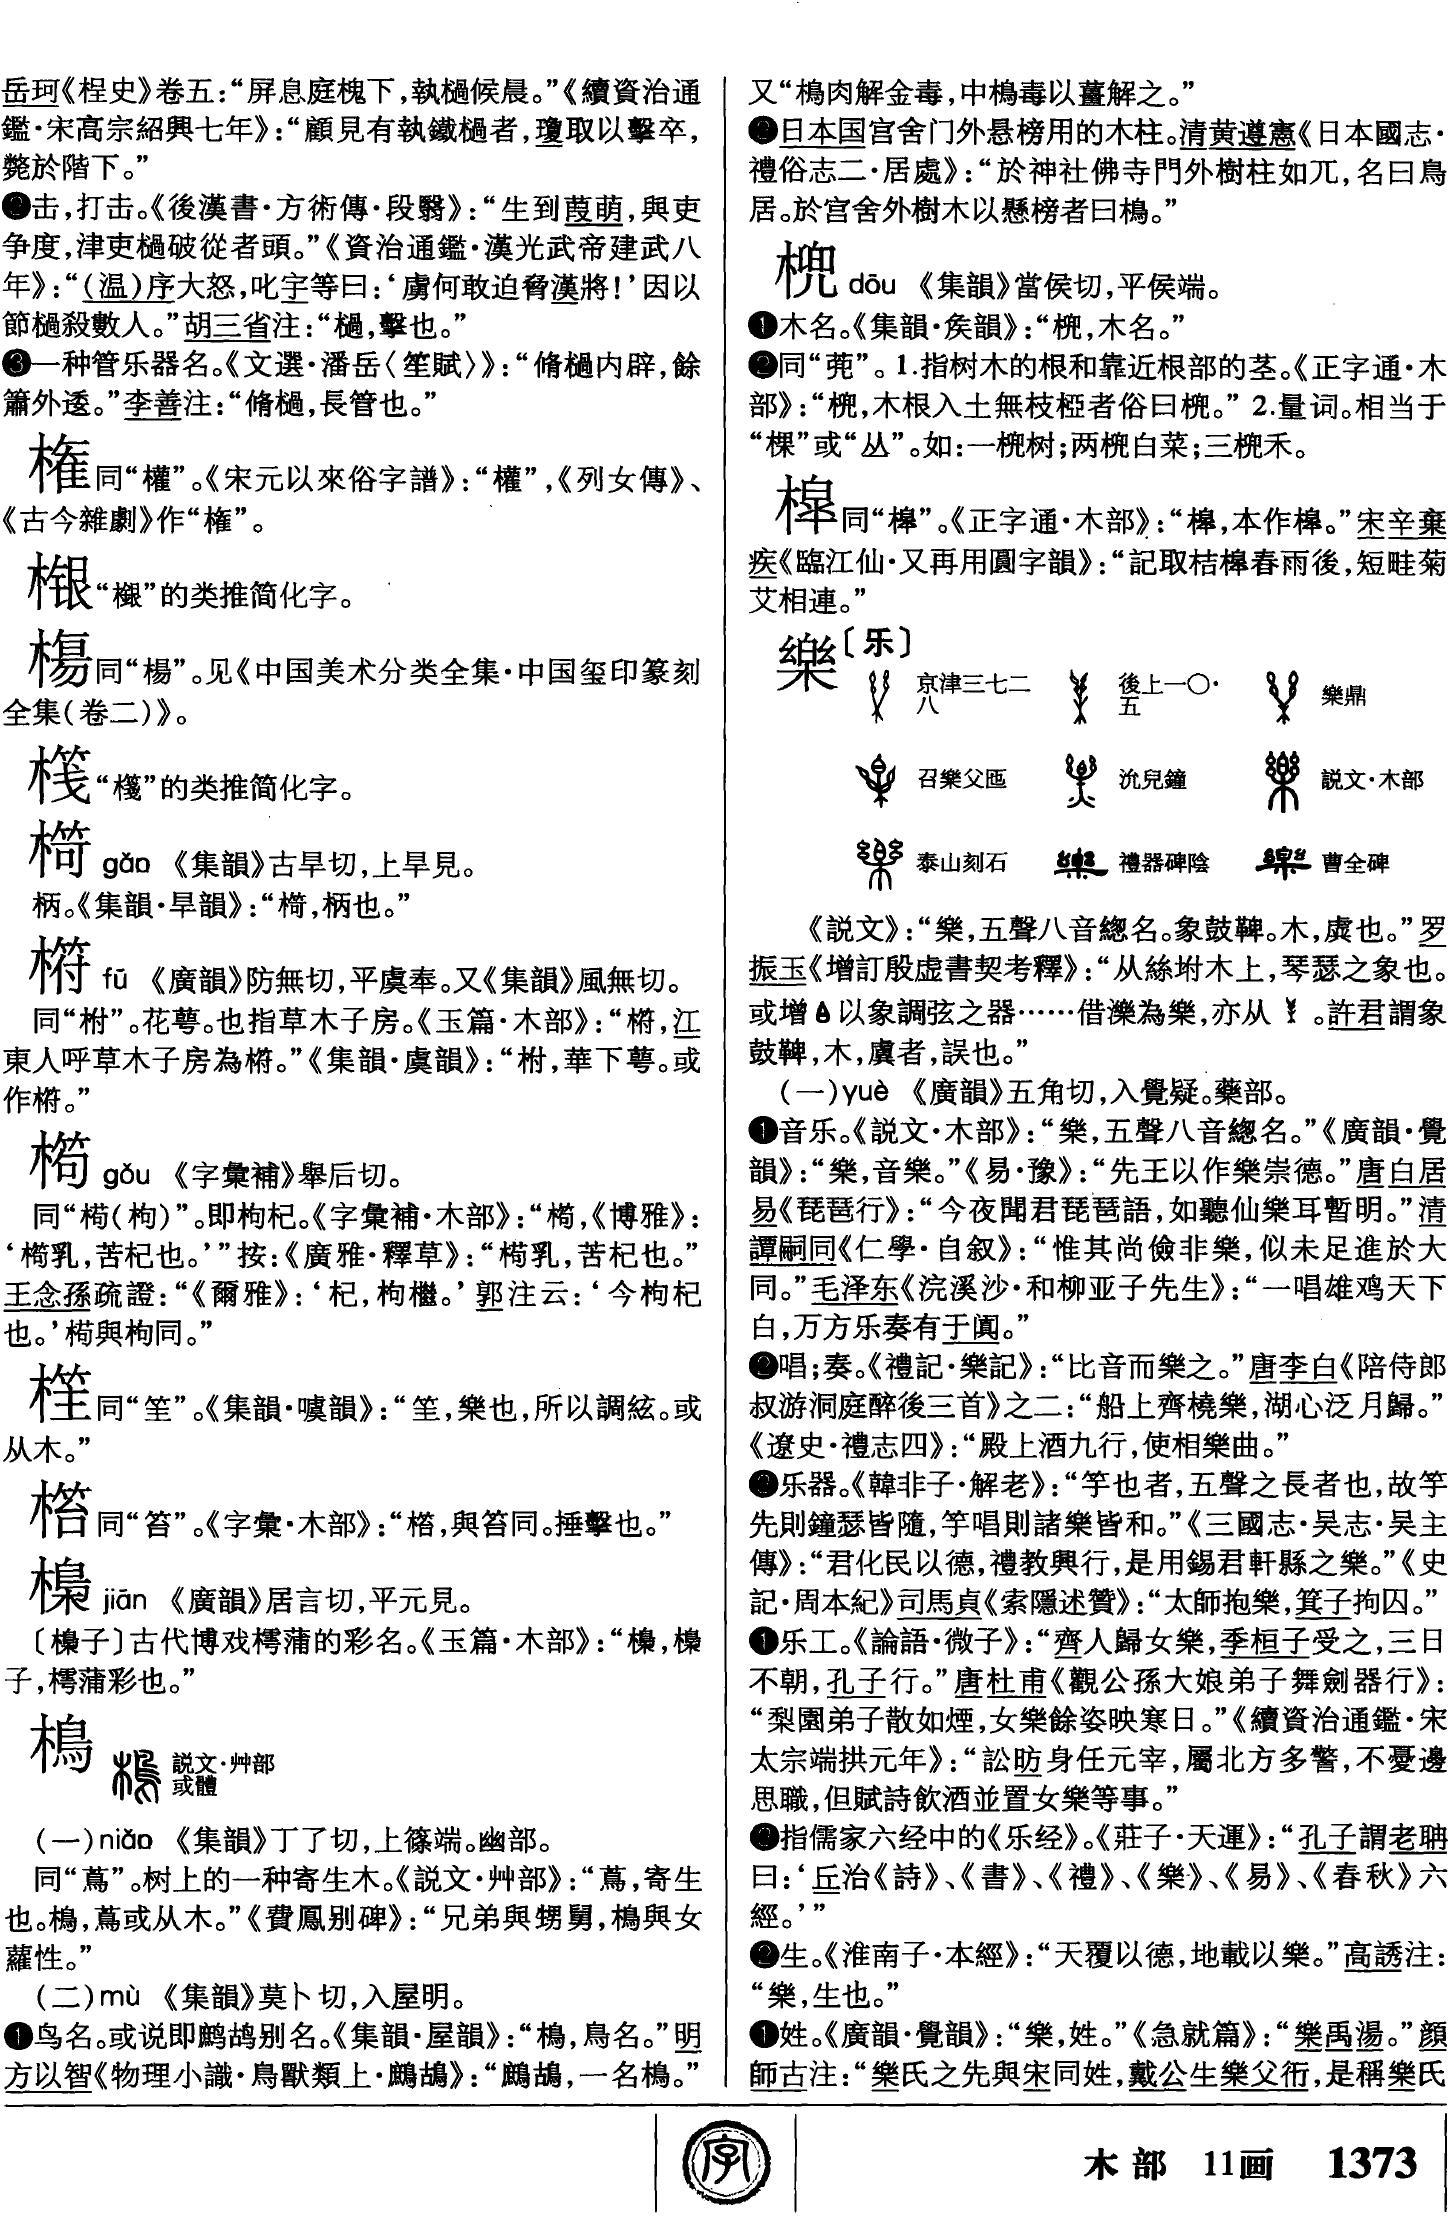 岳珂《桯史》卷五：“屏息庭槐下，執檛候晨。”《續資治通
鑑·宋高宗紹興七年》：“顧見有執鐵檛者，瓊取以擊卒，
斃於階下。”
❷击，打击。《後漢書·方術傳·段翳》：“生到葭萌，與吏
争度，津吏檛破從者頭。”《資治通鑑·漢光武帝建武八
年》：“（温）序大怒，叱宇等曰：‘虜何敢迫脅漢將！’因以
節檛殺數人。”胡三省注：“檛，擊也。”
❸一种管乐器名。《文選·潘岳〈笙賦〉》：“脩檛内辟，餘
簫外逶。”李善注：“脩檛，長管也。”
権同“權”。《宋元以來俗字譜》：“權”，《列女傳》、
《古今雜劇》作“権”。
“櫬”的类推简化字。
同“楊”。见《中国美术分类全集·中国玺印篆刻
全集（卷二）》。
的类推简化字。
gǎn 《集韻》古旱切，上旱見。
柄。《集韻·旱韻》：“，柄也。”
fū 《廣韻》防無切，平虞奉。又《集韻》風無切。
同“柎”。花萼。也指草木子房。《玉篇·木部》：“，江
東人呼草木子房為。”《集韻·虞韻》：“柎，華下萼。或
作。”
gǒu 《字彙補》舉后切。
同“（枸）”。即枸杞。《字彙補·木部》：“，《博雅》：
‘乳，苦杞也。’”按：《廣雅·釋草》：“乳，苦杞也。”
王念孫疏證：“《爾雅》：‘杞，枸檵。’郭注云：‘今枸杞
也。’與枸同。”
同“筀”。《集韻·噳韻》：“，樂也，所以調絃。或
从木。”
同“笞”。《字彙·木部》：“，與笞同。捶擊也。”
jiān 《廣韻》居言切，平元見。
〔子〕古代博戏樗蒲的彩名。《玉篇·木部》：“，
子，樗蒲彩也。”
樢 説文·艸部
或體
（一）niǎo 《集韻》丁了切，上篠端。幽部。
同“蔦”。树上的一种寄生木。《説文·艸部》：“蔦，寄生
也。樢，蔦或从木。”《費鳳别碑》：“兄弟與甥舅，樢與女
蘿性。”
（二）mù 《集韻》莫卜切，入屋明。
❶鸟名。或说即鹧鸪别名。《集韻·屋韻》：“樢，鳥名。”明
方以智《物理小識·鳥獸類上·鷓鴣》：“鷓鴣，一名樢。”
又“樢肉解金毒，中樢毒以薑解之。”
❷日本国宫舍门外悬榜用的木柱。清黄遵憲《日本國志·
禮俗志二·居處》：“於神社佛寺門外樹柱如兀，名曰鳥
居。於宫舍外樹木以懸榜者曰樢。”
dōu 《集韻》當侯切，平侯端。
❶木名。《集韻·矦韻》：“，木名。”
❷同“蔸”。1.指树木的根和靠近根部的茎。《正字通·木
部》：“，木根入土無枝椏者俗曰。”2.量词。相当于
“棵”或“丛”。如：一树；两白菜；三禾。
槔同“槹”。《正字通·木部》：“槔，本作槹。”宋辛棄
疾《臨江仙·又再用圓字韻》：“記取桔槔春雨後，短畦菊
艾相連。”
樂〔乐〕
京津三七二八 後上一〇·五 樂鼎
召樂父匜 沇兒鐘 説文·木部
泰山刻石 禮器碑陰 曹全碑
《説文》：“樂，五聲八音緫名。象鼓鞞。木，虡也。”罗
振玉《增訂殷虚書契考釋》：“从絲坿木上，琴瑟之象也。
或增以象調弦之器……借濼為樂，亦从。許君謂象
鼓鞞，木，虡者，誤也。”
（一）yuè 《廣韻》五角切，入覺疑。藥部。
❶音乐。《説文·木部》：“樂，五聲八音緫名。”《廣韻·覺
韻》：“樂，音樂。”《易·豫》：“先王以作樂崇德。”唐白居
易《琵琶行》：“今夜聞君琵琶語，如聽仙樂耳暫明。”清
譚嗣同《仁學·自叙》：“惟其尚儉非樂，似未足進於大
同。”毛泽东《浣溪沙·和柳亚子先生》：“一唱雄鸡天下
白，万方乐奏有于阗。”
❷唱；奏。《禮記·樂記》：“比音而樂之。”唐李白《陪侍郎
叔游洞庭醉後三首》之二：“船上齊橈樂，湖心泛月歸。”
《遼史·禮志四》：“殿上酒九行，使相樂曲。”
乐器。《韓非子·解老》：“竽也者，五聲之長者也，故竽
先則鐘瑟皆隨，竽唱則諸樂皆和。”《三國志·吴志·吴主
傳》：“君化民以德，禮教興行，是用錫君軒縣之樂。”《史
記·周本紀》司馬貞《索隱述贊》：“太師抱樂，箕子拘囚。”
乐工。《論語·微子》：“齊人歸女樂，季桓子受之，三日
不朝，孔子行。”唐杜甫《觀公孫大娘弟子舞劍器行》：
“梨園弟子散如煙，女樂餘姿映寒日。”《續資治通鑑·宋
太宗端拱元年》：“訟昉身任元宰，屬北方多警，不憂邊
思職，但賦詩飲酒並置女樂等事。”
指儒家六经中的《乐经》。《莊子·天運》：“孔子謂老聃
曰：‘丘治《詩》、《書》、《禮》、《樂》、《易》、《春秋》六
經。’”
生。《淮南子·本經》：“天覆以德，地載以樂。”高誘注：
“樂，生也。”
姓。《廣韻·覺韻》：“樂，姓。”《急就篇》：“樂禹湯。”顔
師古注：“樂氏之先與宋同姓，戴公生樂父衎，是稱樂氏
字
木部 11画 1373